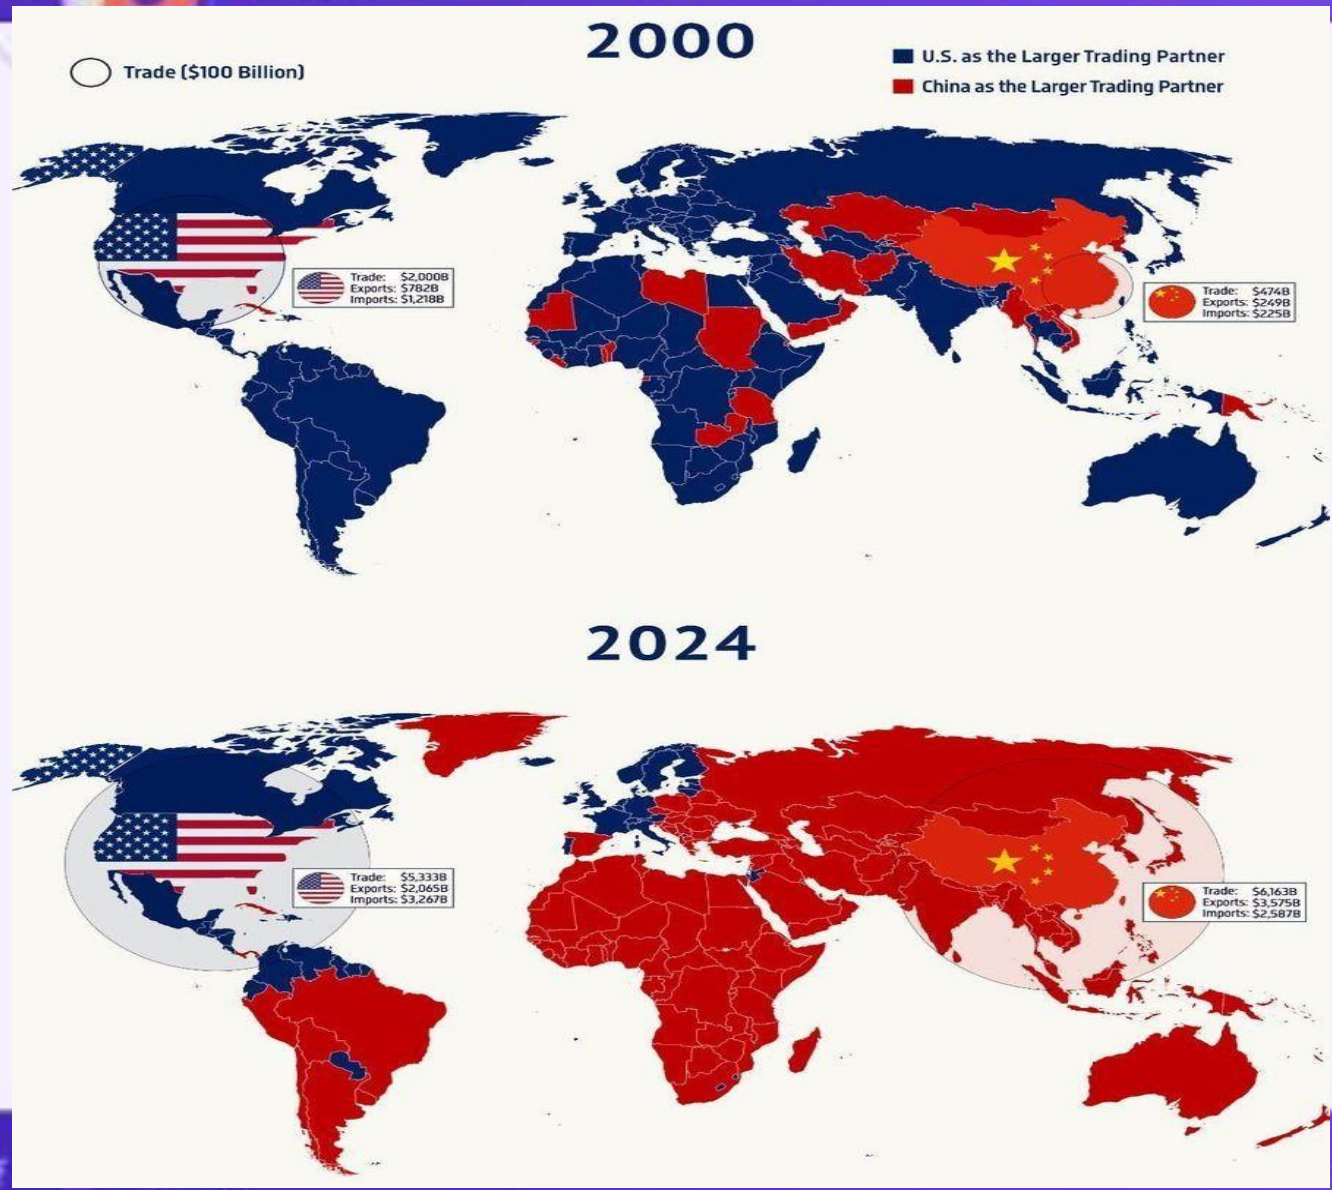 2000
Trade ($100 Billion)
U.S. as the Larger Trading Partner
China as the Larger Trading Partner
Trade: $2,000B
Exports: $782B
Imports: $1,218B
Trade: $474B
Exports: $249B
Imports: $225B
2024
Trade: $5,333B
Exports: $2,065B
Imports: $3,267B
Trade: $6,163B
Exports: $3,575B
Imports: $2,587B